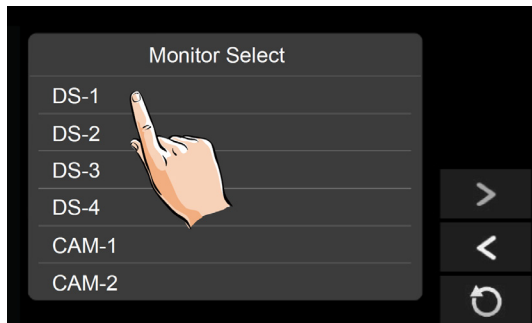 Monitor Select
DS-1
DS-2
DS-3
DS-4
CAM-1
CAM-2